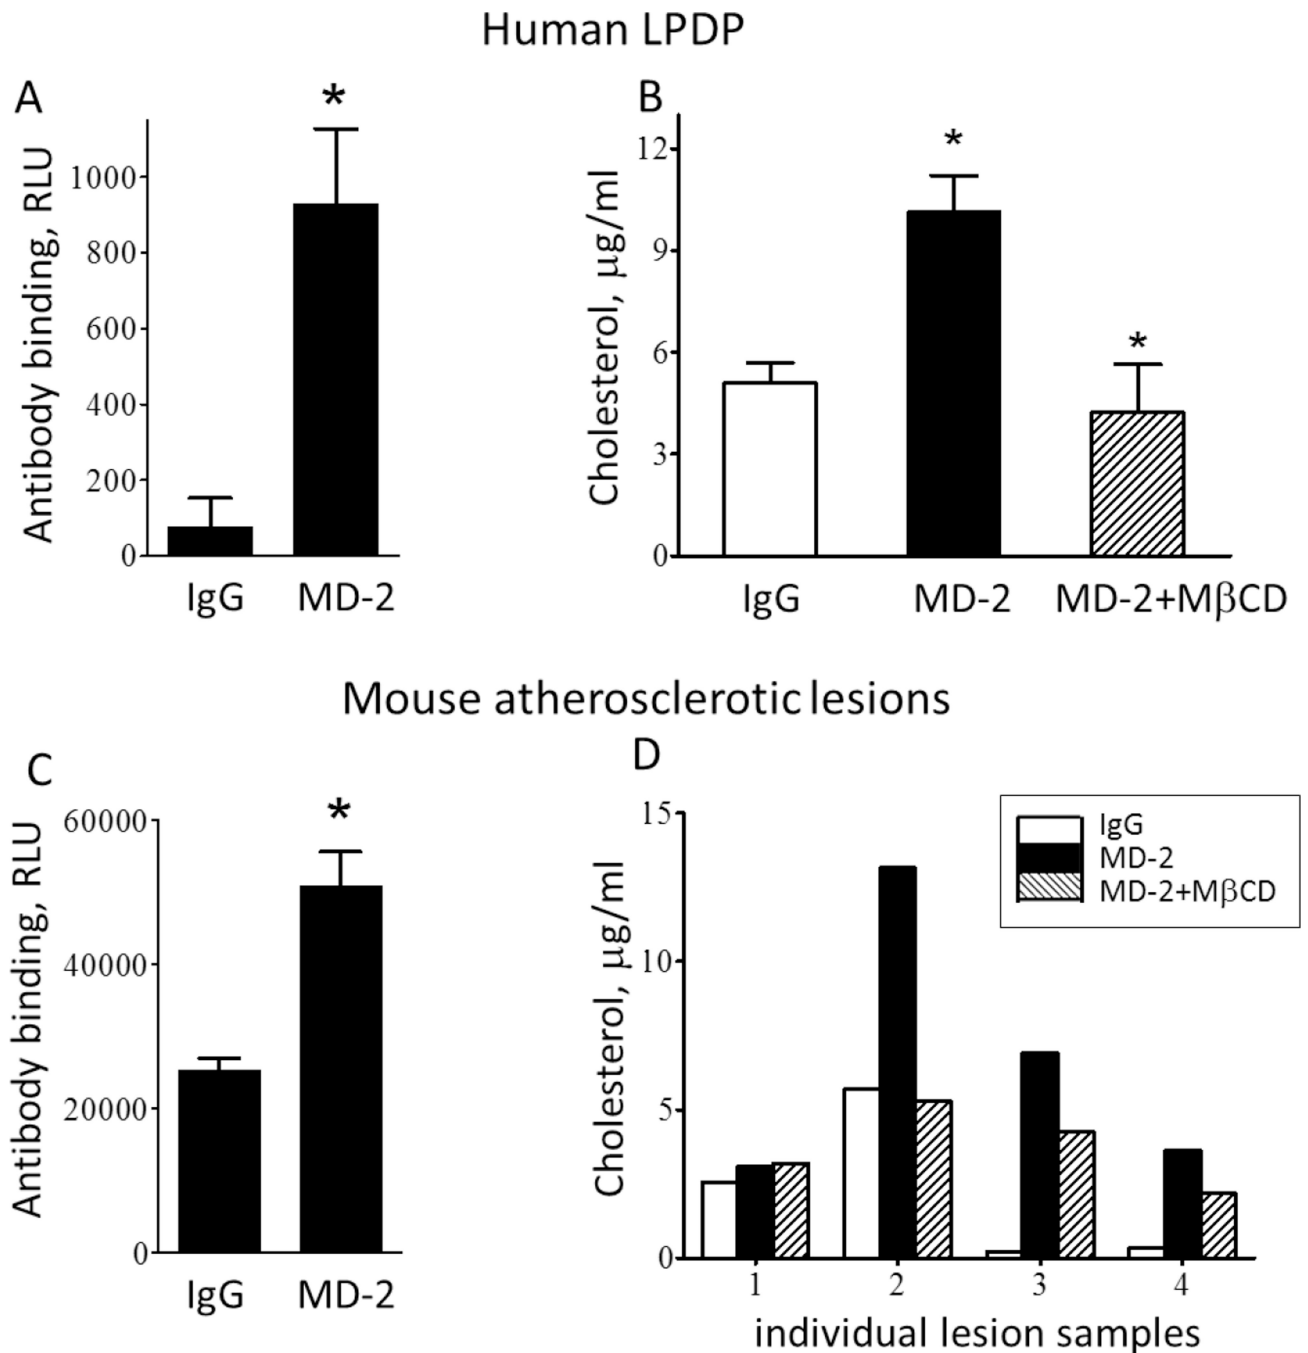 Human LPDP
A
*
Antibody binding, RLU
1000
800
600
400
200
0
IgG MD-2
B
*
*
Cholesterol, μg/ml
12
9
6
3
0
IgG MD-2 MD-2+MβCD
Mouse atherosclerotic lesions
C
*
Antibody binding, RLU
60000
40000
20000
0
IgG MD-2
D
Cholesterol, μg/ml
15
10
5
0
IgG
MD-2
MD-2+MβCD
1 2 3 4
individual lesion samples